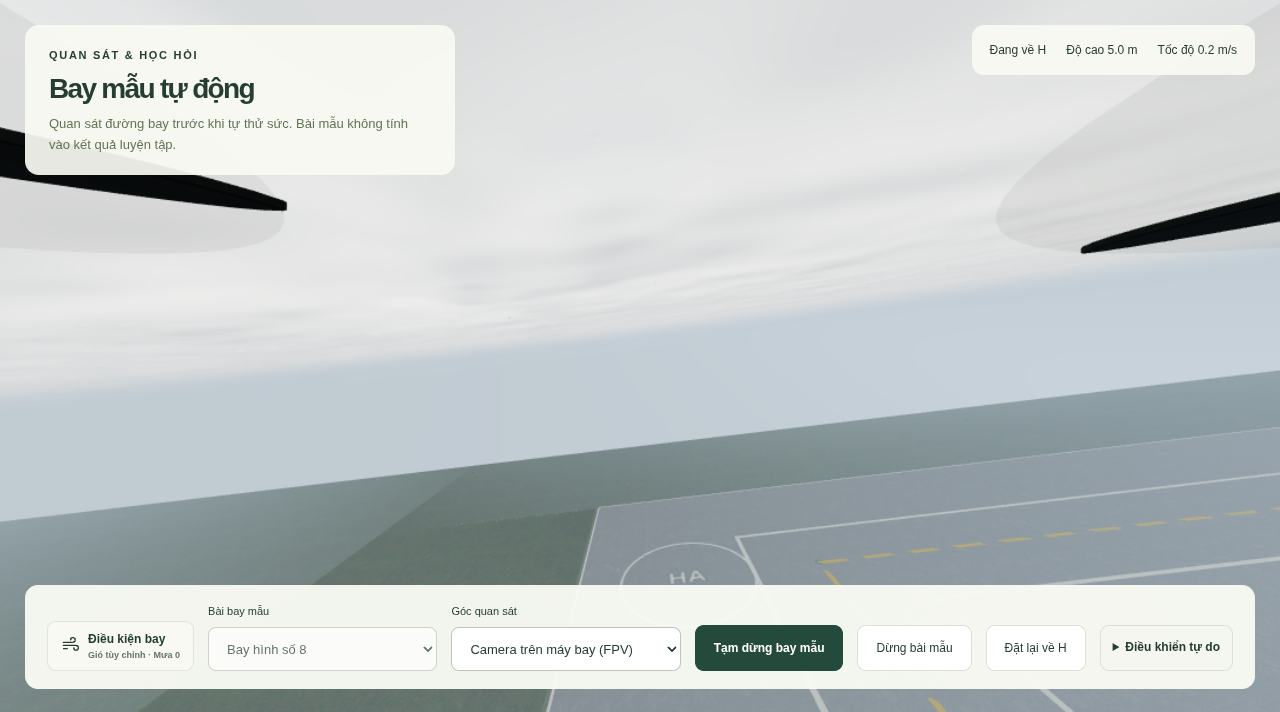 QUAN SÁT & HỌC HỎI
Bay mẫu tự động
Quan sát đường bay trước khi tự thử sức. Bài mẫu không tính
vào kết quả luyện tập.
Đang về H Độ cao 5.0 m Tốc độ 0.2 m/s
HA
Bài bay mẫu
Góc quan sát
Điều kiện bay
Gió tùy chỉnh · Mưa 0
Bay hình số 8
Camera trên máy bay (FPV)
Tạm dừng bay mẫu
Dừng bài mẫu
Đặt lại về H
Điều khiển tự do